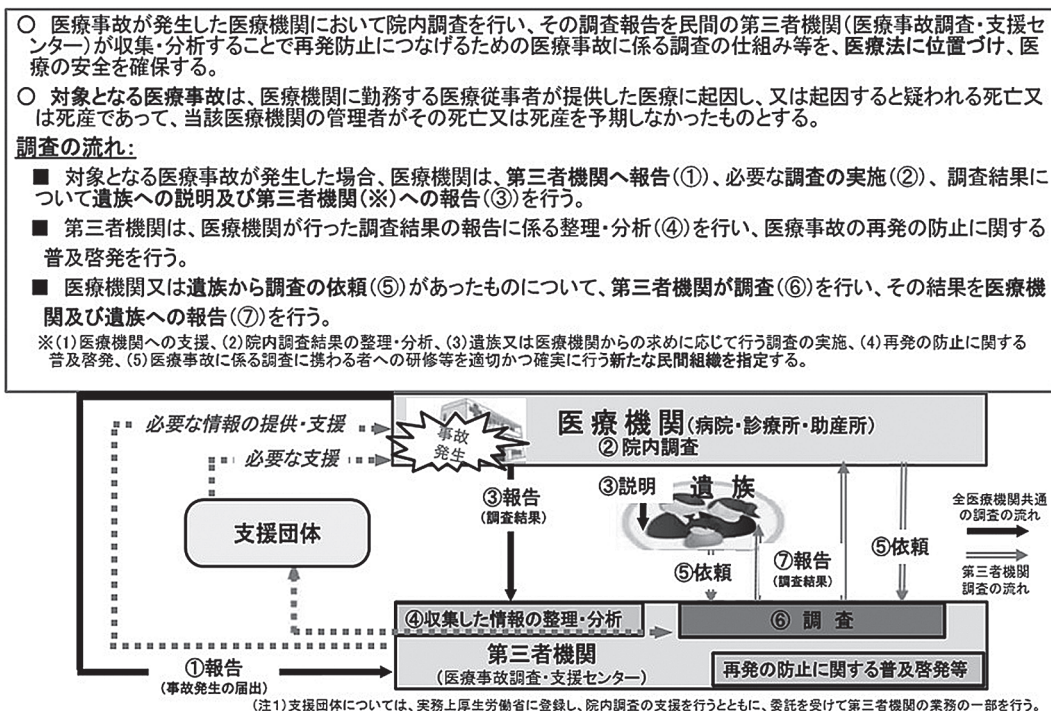 ○ 医療事故が発生した医療機関において院内調査を行い、その調査報告を民間の第三者機関(医療事故調査・支援セ
ンター)が収集・分析することで再発防止につなげるための医療事故に係る調査の仕組み等を、医療法に位置づけ、医
療の安全を確保する。
○ 対象となる医療事故は、医療機関に勤務する医療従事者が提供した医療に起因し、又は起因すると疑われる死亡又
は死産であって、当該医療機関の管理者がその死亡又は死産を予期しなかったものとする。
調査の流れ:
■ 対象となる医療事故が発生した場合、医療機関は、第三者機関へ報告(①)、必要な調査の実施(②)、調査結果に
ついて遺族への説明及び第三者機関(※)への報告(③)を行う。
■ 第三者機関は、医療機関が行った調査結果の報告に係る整理・分析(④)を行い、医療事故の再発の防止に関する
普及啓発を行う。
■ 医療機関又は遺族から調査の依頼(⑤)があったものについて、第三者機関が調査(⑥)を行い、その結果を医療機
関及び遺族への報告(⑦)を行う。
※(1)医療機関への支援、(2)院内調査結果の整理・分析、(3)遺族又は医療機関からの求めに応じて行う調査の実施、(4)再発の防止に関する
普及啓発、(5)医療事故に係る調査に携わる者への研修等を適切かつ確実に行う新たな民間組織を指定する。
必要な情報の提供・支援
事故
発生
医療機関(病院・診療所・助産所)
②院内調査
必要な支援
③報告
(調査結果)
③説明
遺族
支援団体
全医療機関共通
の調査の流れ
⑤依頼
⑦報告
(調査結果)
⑤依頼
第三者機関
調査の流れ
④収集した情報の整理・分析
⑥調査
第三者機関
(医療事故調査・支援センター)
再発の防止に関する普及啓発等
①報告
(事故発生の届出)
(注1)支援団体については、実務上厚生労働省に登録し、院内調査の支援を行うとともに、委託を受けて第三者機関の業務の一部を行う。